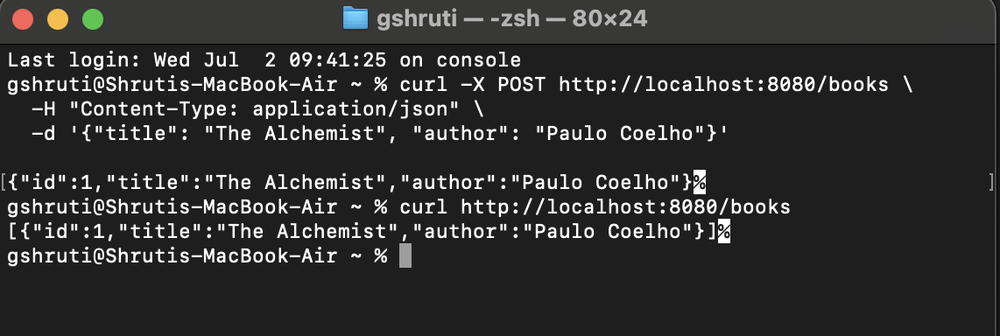 gshruti — -zsh — 80×24
Last login: Wed Jul  2 09:41:25 on console
gshruti@Shrutis-MacBook-Air ~ % curl -X POST http://localhost:8080/books \
  -H "Content-Type: application/json" \
  -d '{"title": "The Alchemist", "author": "Paulo Coelho"}'
[{"id":1,"title":"The Alchemist","author":"Paulo Coelho"}% ]
gshruti@Shrutis-MacBook-Air ~ % curl http://localhost:8080/books
[{"id":1,"title":"The Alchemist","author":"Paulo Coelho"}]%
gshruti@Shrutis-MacBook-Air ~ %